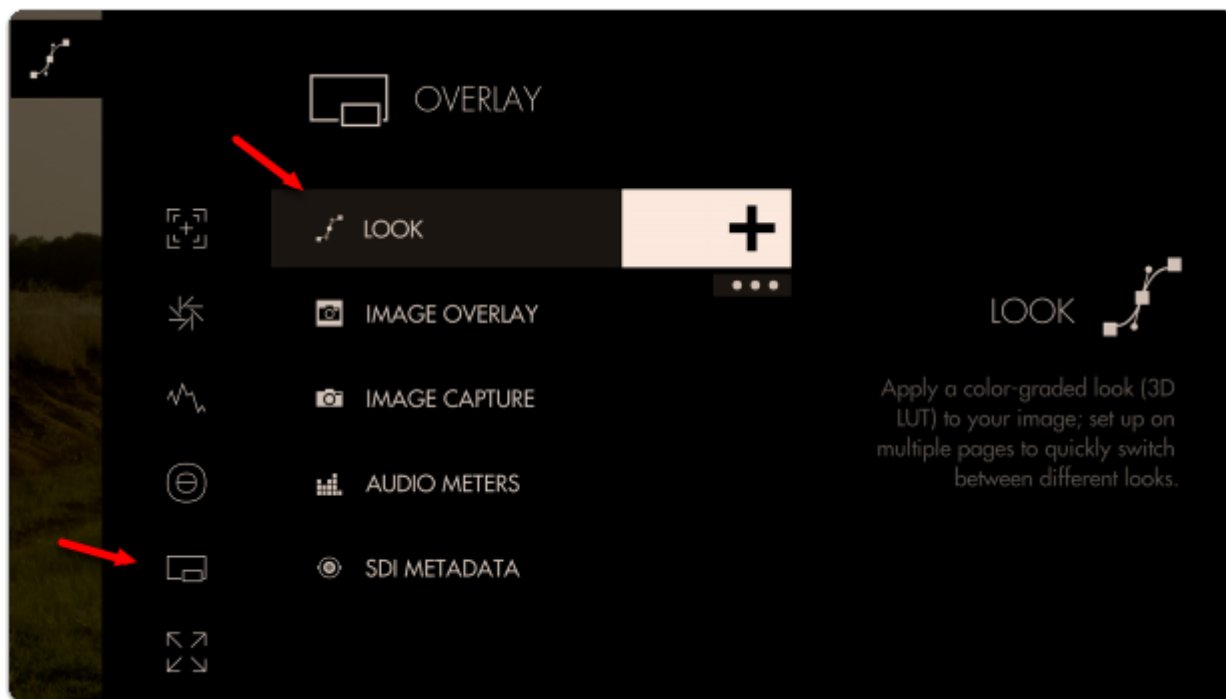 OVERLAY
LOOK
IMAGE OVERLAY
IMAGE CAPTURE
AUDIO METERS
SDI METADATA
LOOK
Apply a color-graded look (3D
LUT) to your image; set up on
multiple pages to quickly switch
between different looks.